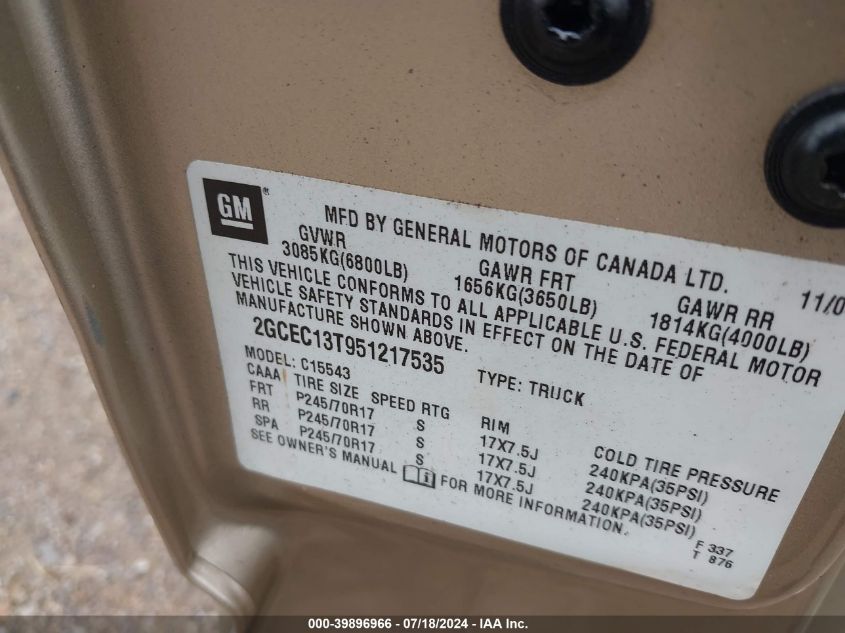 GM ®
MFD BY GENERAL MOTORS OF CANADA LTD.
GVWR GAWR FRT GAWR RR 11/0
3085KG(6800LB) 1656KG(3650LB) 1814KG(4000LB)
THIS VEHICLE CONFORMS TO ALL APPLICABLE U.S. FEDERAL MOTOR
VEHICLE SAFETY STANDARDS IN EFFECT ON THE DATE OF
MANUFACTURE SHOWN ABOVE.
2GCEC13T951217535 TYPE: TRUCK
MODEL: C15543
CAAA TIRE SIZE SPEED RTG RIM COLD TIRE PRESSURE
FRT P245/70R17 S 17X7.5J 240KPA(35PSI)
RR P245/70R17 S 17X7.5J 240KPA(35PSI)
SPA P245/70R17 S 17X7.5J 240KPA(35PSI)
SEE OWNER'S MANUAL FOR MORE INFORMATION.
F 337
T 876
000-39896966 - 07/18/2024 - IAA Inc.